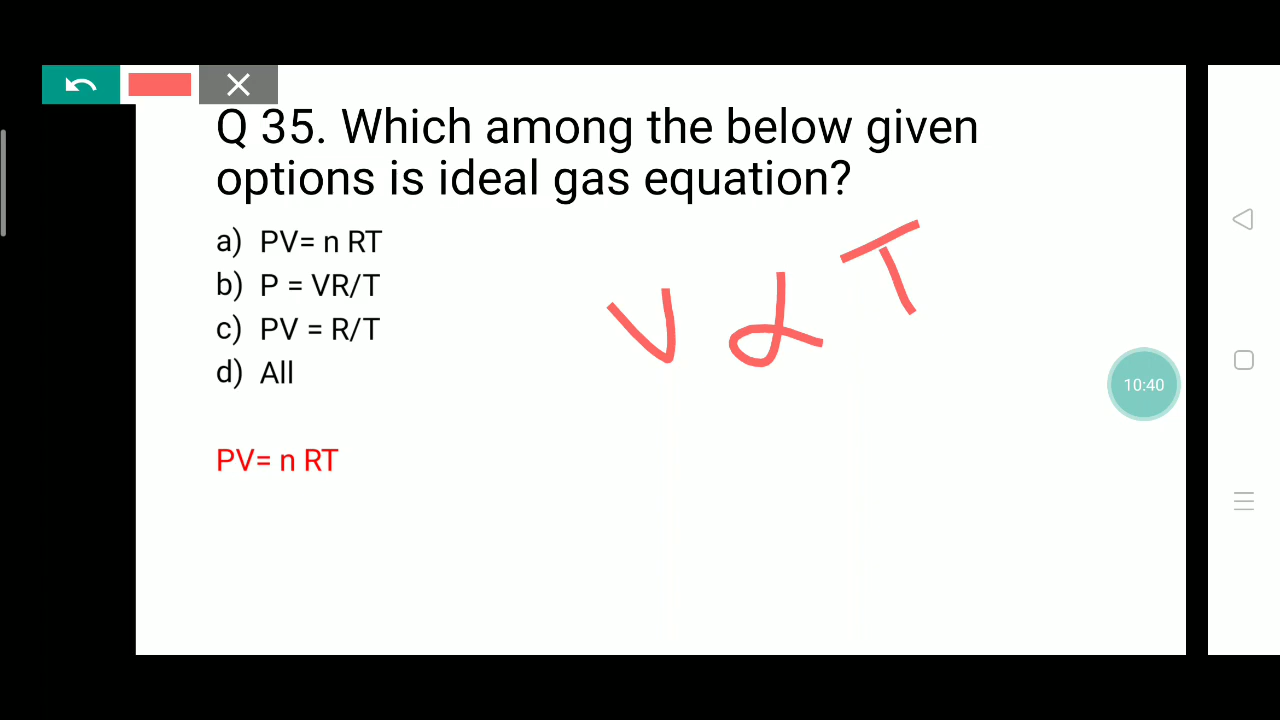 Q 35. Which among the below given
options is ideal gas equation?
a) PV= n RT
b) P = VR/T
c) PV = R/T
d) All
V α T
10:40
PV= n RT